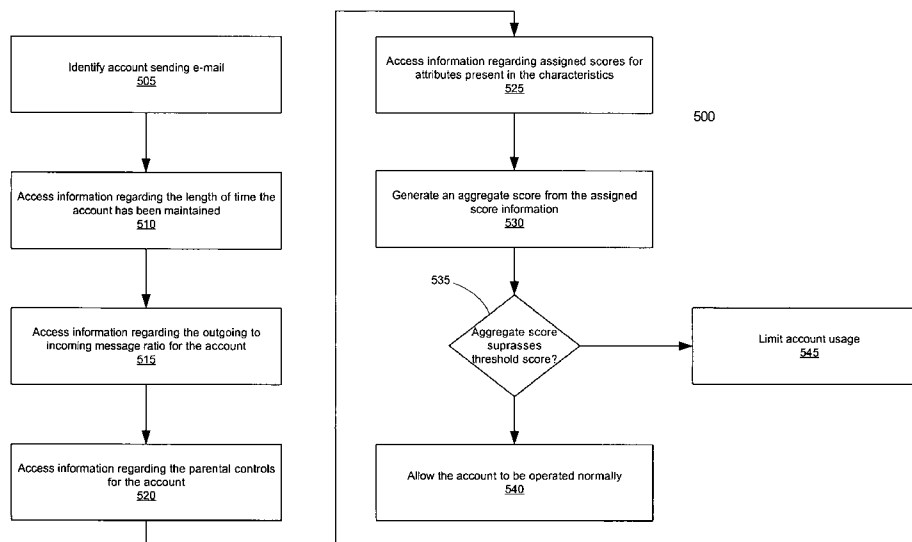 Identify account sending e-mail
505
Access information regarding the length of time the
account has been maintained
510
Access information regarding the outgoing to
incoming message ratio for the account
515
Access information regarding the parental controls
for the account
520
Access information regarding assigned scores for
attributes present in the characteristics
525
500
Generate an aggregate score from the assigned
score information
530
535
Aggregate score
suprasses
threshold score?
Limit account usage
545
Allow the account to be operated normally
540